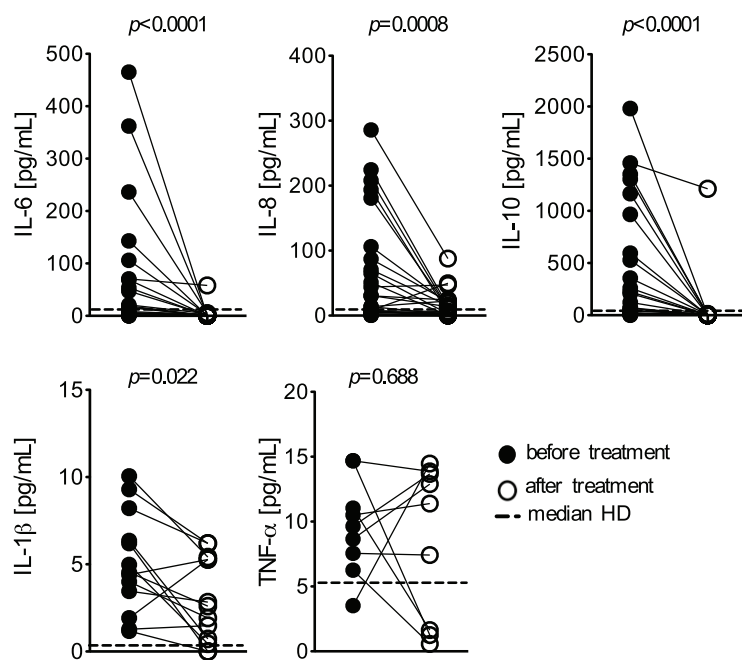 p<0.0001
p=0.0008
p<0.0001
IL-6 [pg/mL]
500
400
300
200
100
0
IL-8 [pg/mL]
400
300
200
100
0
IL-10 [pg/mL]
2500
2000
1500
1000
500
0
p=0.022
p=0.688
IL-1β [pg/mL]
15
10
5
0
TNF-α [pg/mL]
20
15
10
5
0
before treatment
after treatment
median HD